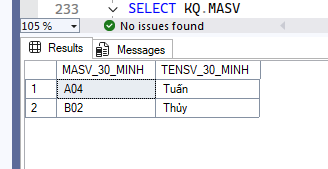 233 SELECT KQ.MASV
105 % No issues found
Results Messages
MASV_30_MINH TENSV_30_MINH
1 A04 Tuấn
2 B02 Thủy